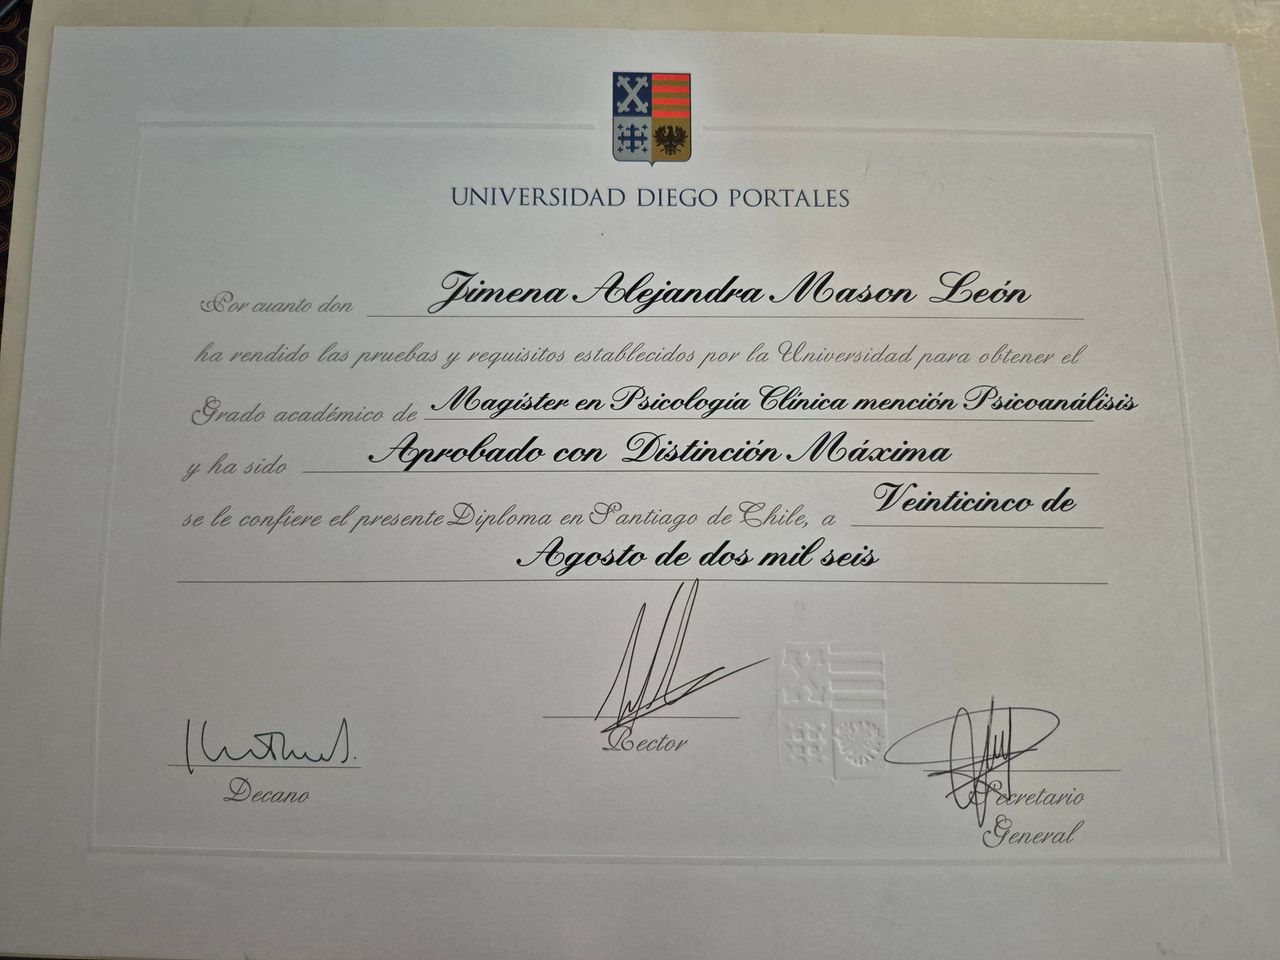 UNIVERSIDAD DIEGO PORTALES
Por cuanto don Jimena Alejandra Mason León
ha rendido las pruebas y requisitos establecidos por la Universidad para obtener el
Grado académico de Magíster en Psicología Clínica mención Psicoanálisis
y ha sido Aprobado con Distinción Máxima
se le confiere el presente Diploma en Santiago de Chile, a Veinticinco de
Agosto de dos mil seis
Rector
Decano
Secretario
General